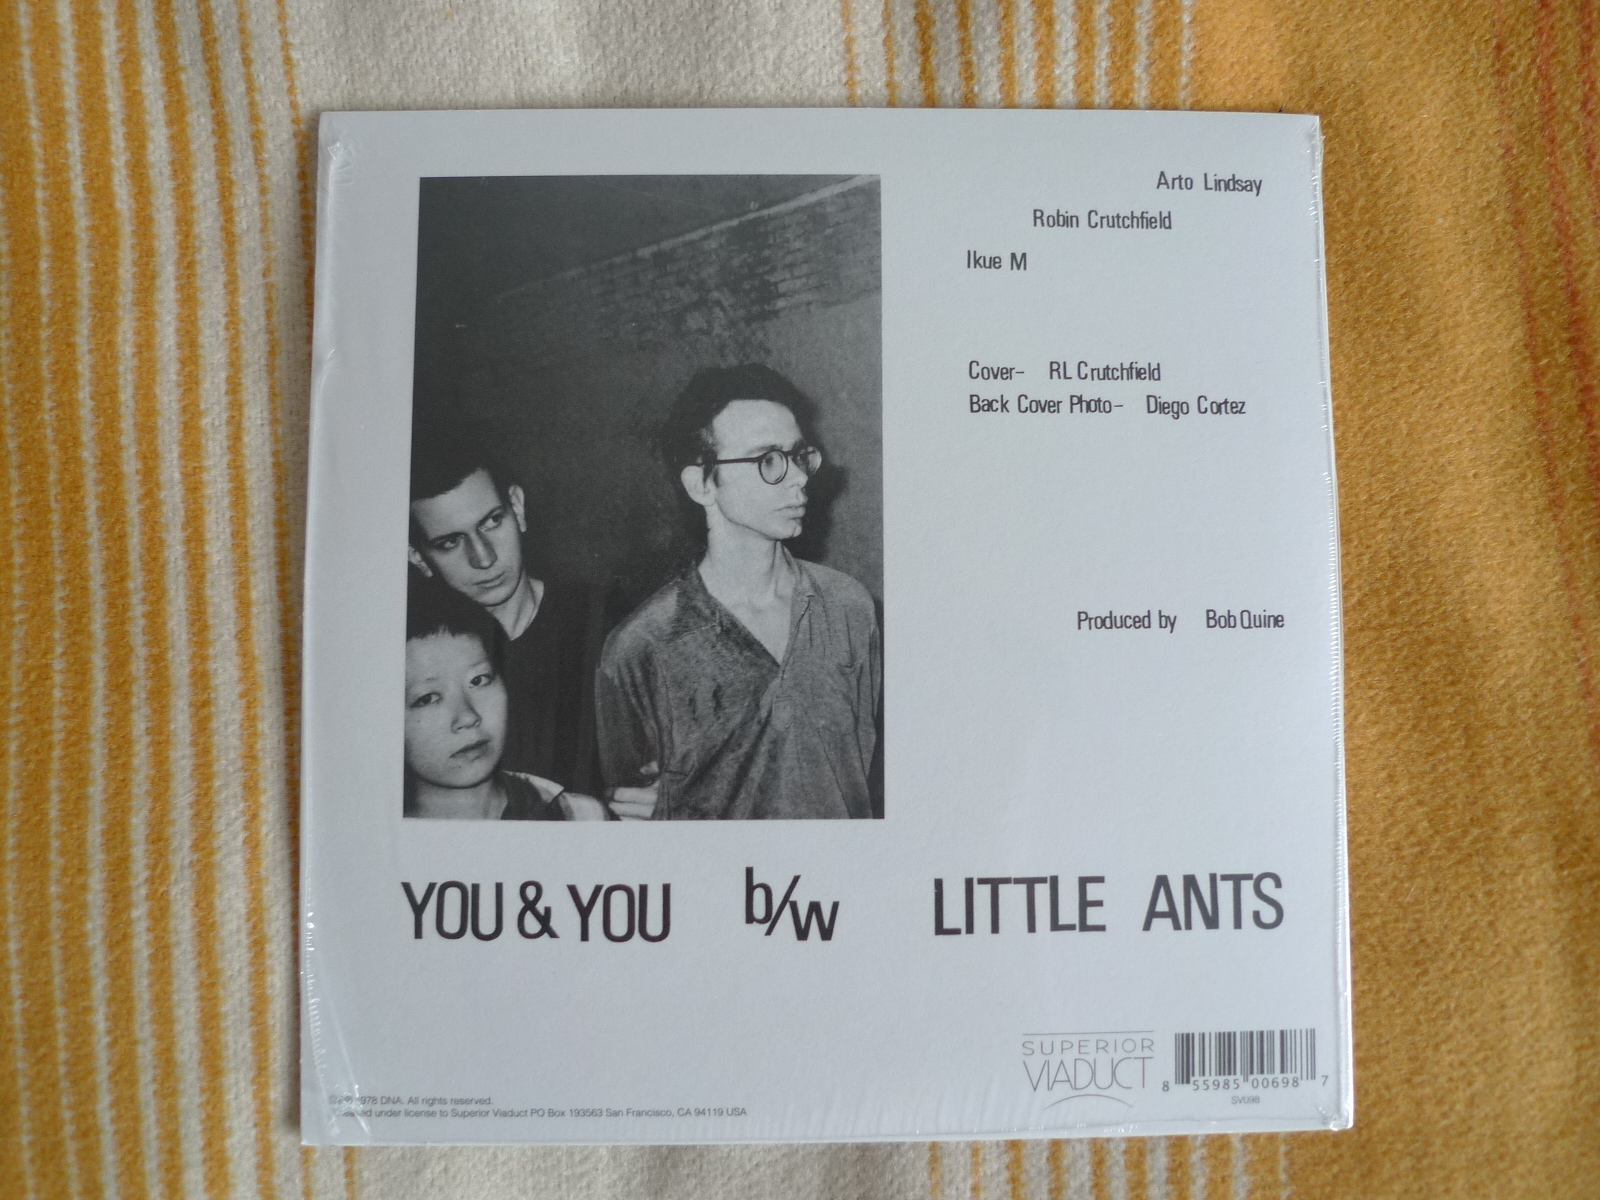 Arto Lindsay
Robin Crutchfield
Ikue M
Cover- RL Crutchfield
Back Cover Photo- Diego Cortez
Produced by Bob Quine
YOU & YOU b/w LITTLE ANTS
SUPERIOR
VIADUCT
8 55985 00698 7
SV098
1978 DNA. All rights reserved.
under license to Superior Viaduct PO Box 193563 San Francisco, CA 94119 USA